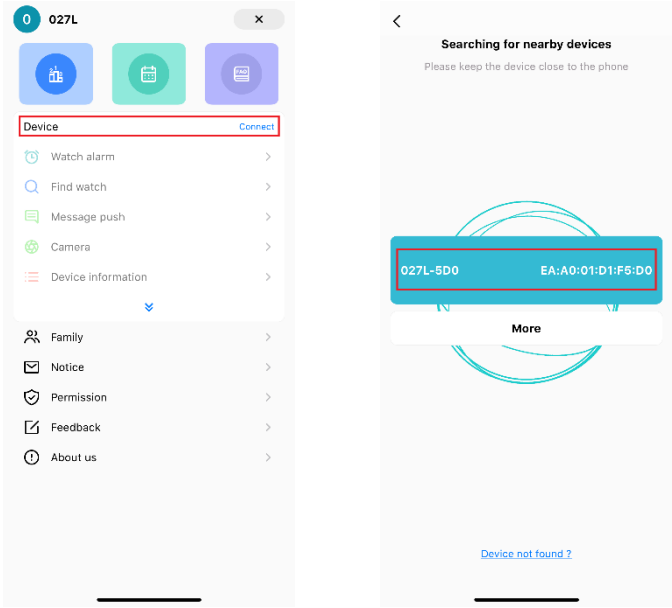 0 027L ×
FAQ
Device Connect
Watch alarm
Find watch
Message push
Camera
Device information
Family
Notice
Permission
Feedback
About us
Searching for nearby devices
Please keep the device close to the phone
027L-5D0 EA:A0:01:D1:F5:D0
More
Device not found ?